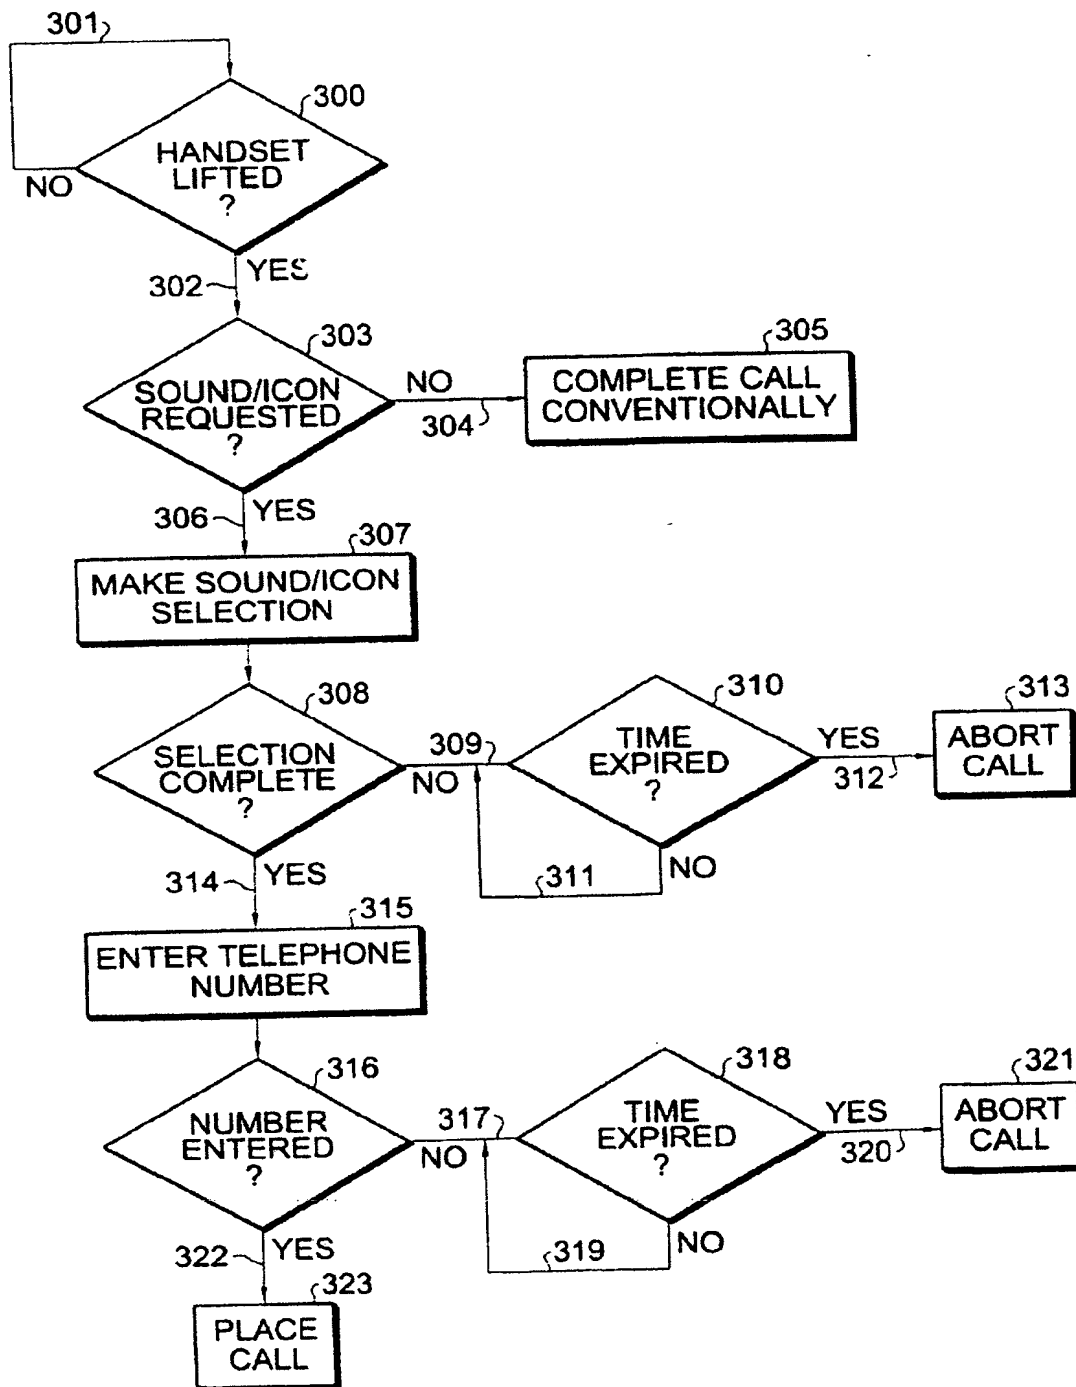 301
300
HANDSET
LIFTED
?
NO
YES
302
303
SOUND/ICON
REQUESTED
?
NO
304
305
COMPLETE CALL
CONVENTIONALLY
YES
306
307
MAKE SOUND/ICON
SELECTION
308
SELECTION
COMPLETE
?
309
NO
310
TIME
EXPIRED
?
YES
312
313
ABORT
CALL
NO
311
YES
314
315
ENTER TELEPHONE
NUMBER
316
NUMBER
ENTERED
?
317
NO
318
TIME
EXPIRED
?
YES
320
321
ABORT
CALL
NO
319
YES
322
323
PLACE
CALL